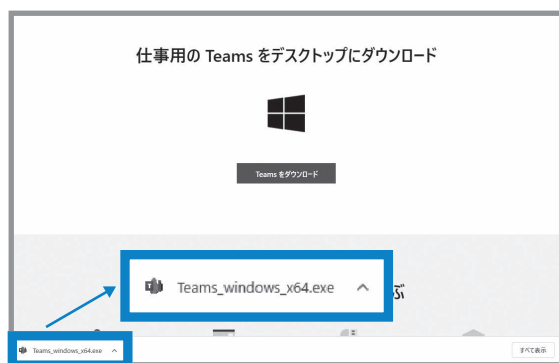 仕事用の Teams をデスクトップにダウンロード
Teams をダウンロード
Teams_windows_x64.exe
ぶ
Teams_windows_x64.exe
すべて表示